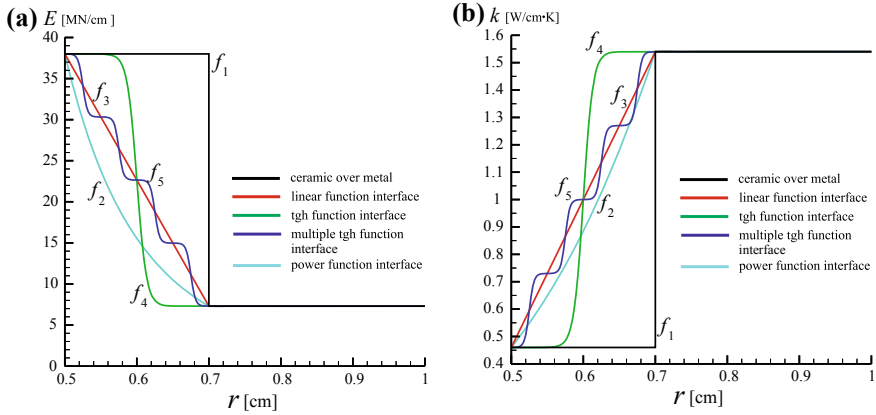 (a) E [MN/cm ]
40
35
30
25
20
15
10
5
0
0.5 0.6 0.7 0.8 0.9 1
r [cm]
f1
f3
f5
f2
f4
ceramic over metal
linear function interface
tgh function interface
multiple tgh function
interface
power function interface
(b) k [W/cm•K]
1.6
1.5
1.4
1.3
1.2
1.1
1
0.9
0.8
0.7
0.6
0.5
0.4
0.5 0.6 0.7 0.8 0.9 1
r [cm]
f4
f3
f5
f2
f1
ceramic over metal
linear function interface
tgh function interface
multiple tgh function
interface
power function interface